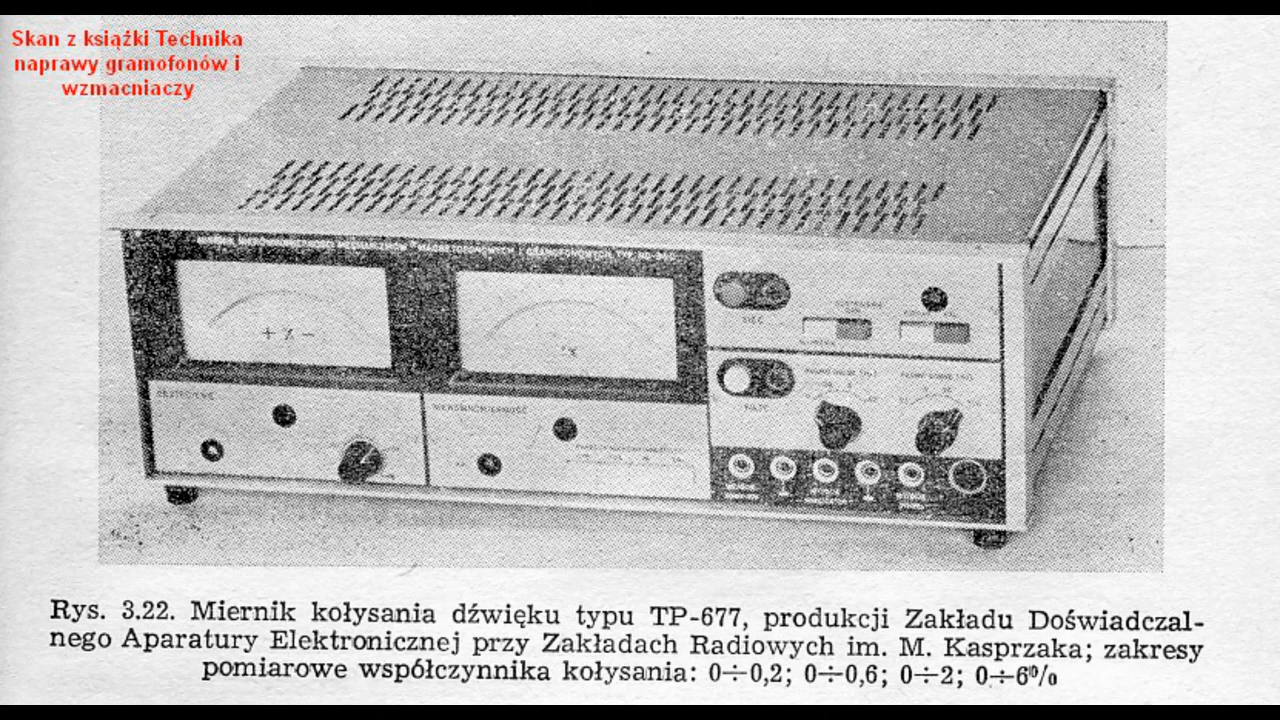 Skan z książki Technika
naprawy gramofonów i
wzmacniaczy
+ % -
%
NIERÓWNOMIERNOŚĆ
SIEĆ
Rys. 3.22. Miernik kołysania dźwięku typu TP-677, produkcji Zakładu Doświadczal-
nego Aparatury Elektronicznej przy Zakładach Radiowych im. M. Kasprzaka; zakresy
pomiarowe współczynnika kołysania: 0÷0,2; 0÷0,6; 0÷2; 0÷6%